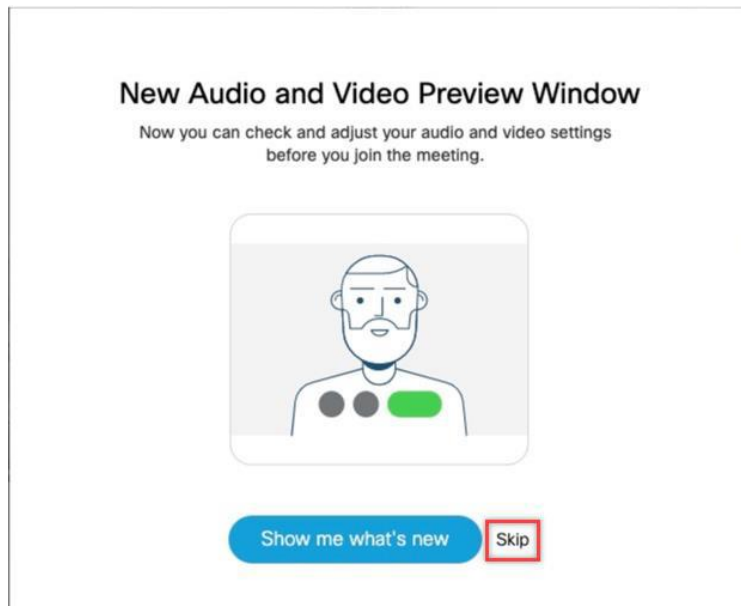 New Audio and Video Preview Window
Now you can check and adjust your audio and video settings
before you join the meeting.
Show me what's new
Skip